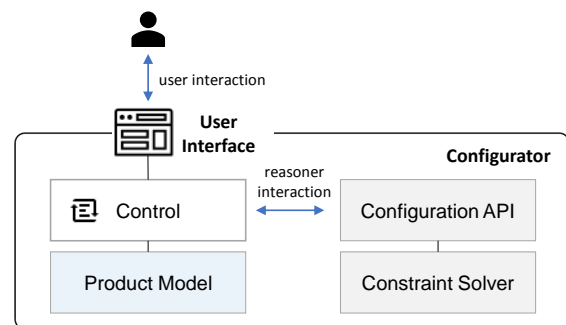 user interaction
User
Interface
Configurator
reasoner
interaction
Control
Configuration API
Product Model
Constraint Solver